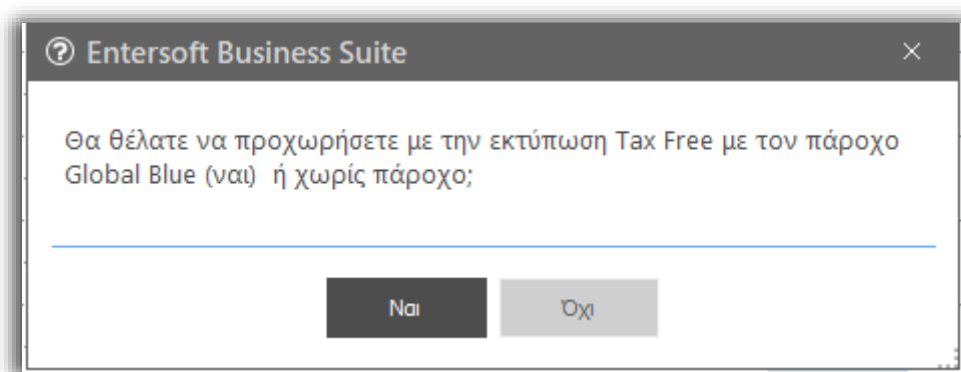 Entersoft Business Suite
Θα θέλατε να προχωρήσετε με την εκτύπωση Tax Free με τον πάροχο
Global Blue (ναι) ή χωρίς πάροχο;
Ναι Όχι